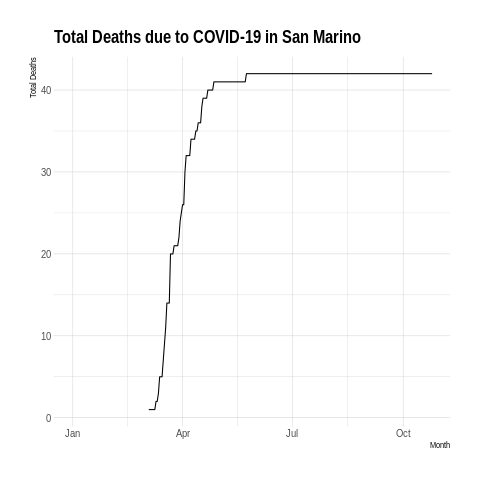 Total Deaths due to COVID-19 in San Marino
Total Deaths
40
30
20
10
0
Jan Apr Jul Oct
Month